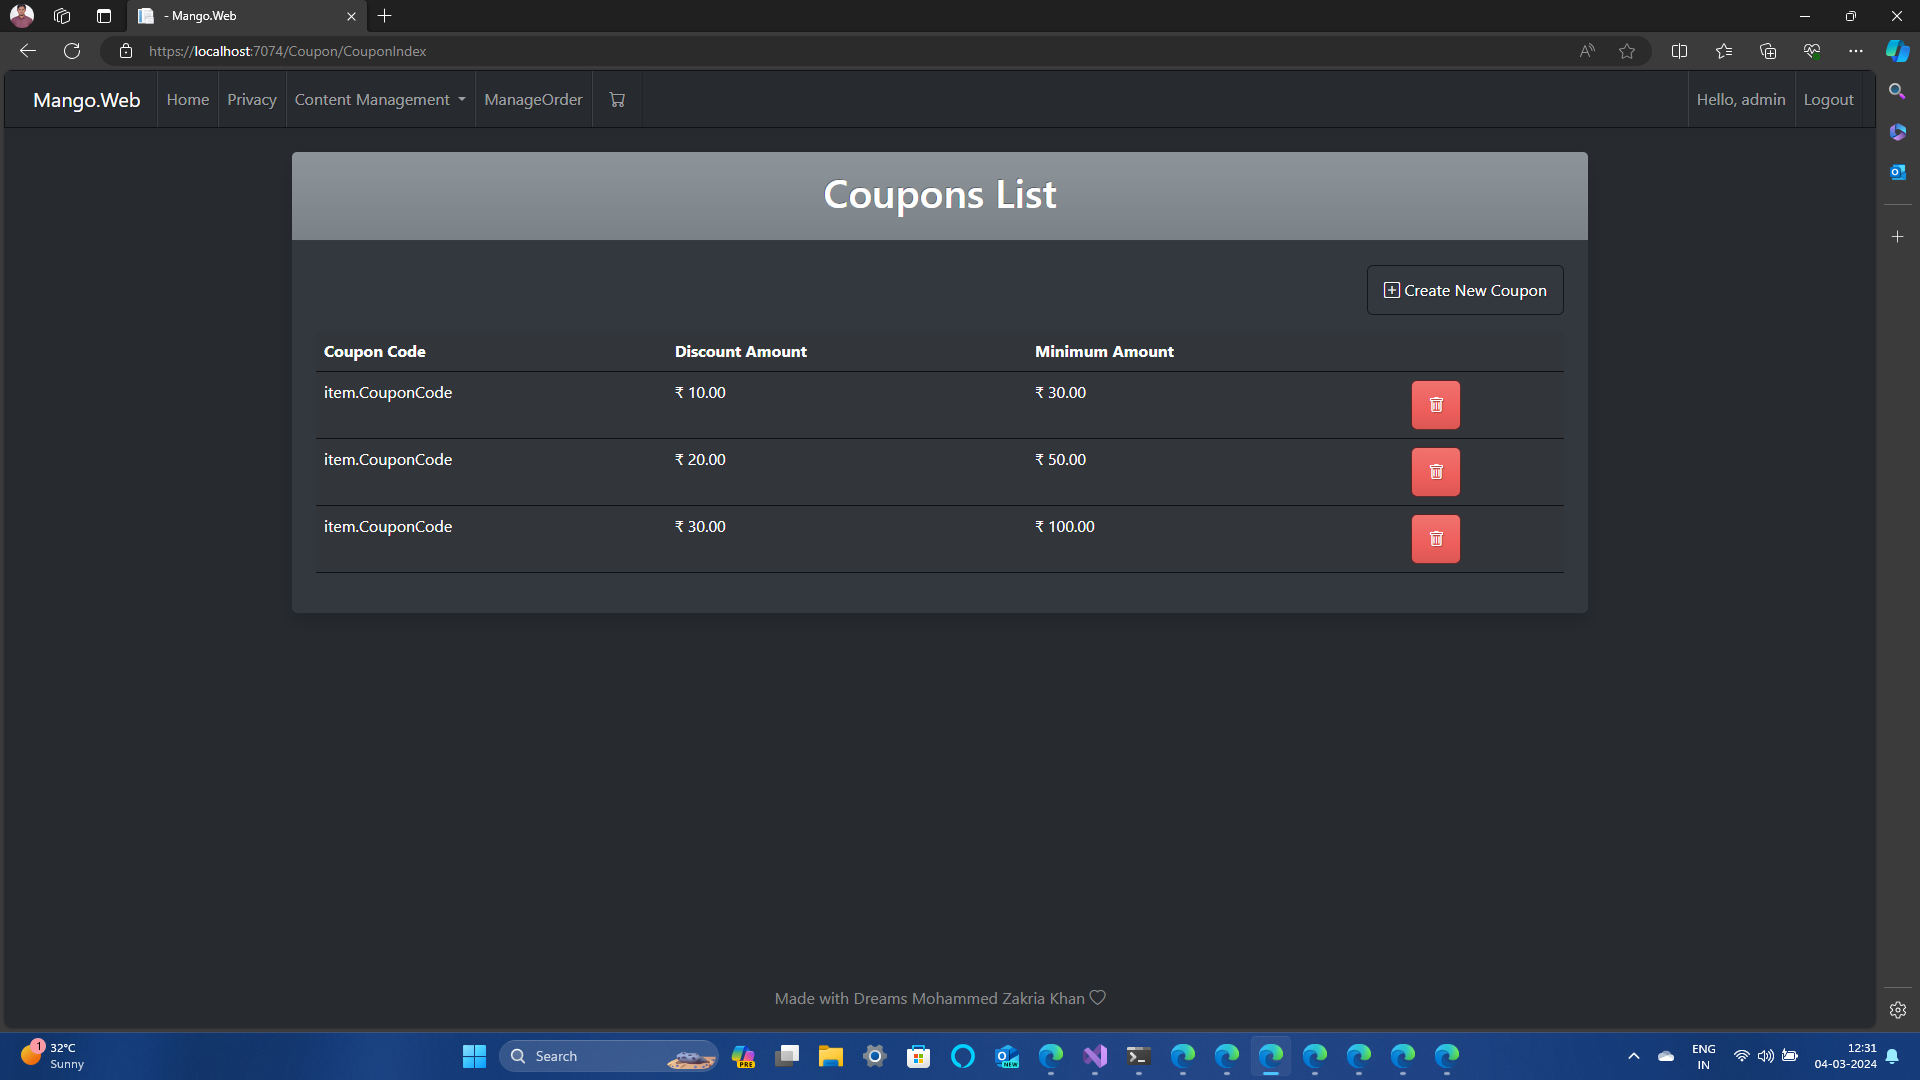 - Mango.Web
https://localhost:7074/Coupon/CouponIndex
Mango.Web Home Privacy Content Management ManageOrder Hello, admin Logout
Coupons List
Create New Coupon
Coupon Code Discount Amount Minimum Amount
item.CouponCode ₹ 10.00 ₹ 30.00
item.CouponCode ₹ 20.00 ₹ 50.00
item.CouponCode ₹ 30.00 ₹ 100.00
Made with Dreams Mohammed Zakria Khan
1
32°C
Sunny
Search
PRE
NEW
ENG
IN
12:31
04-03-2024